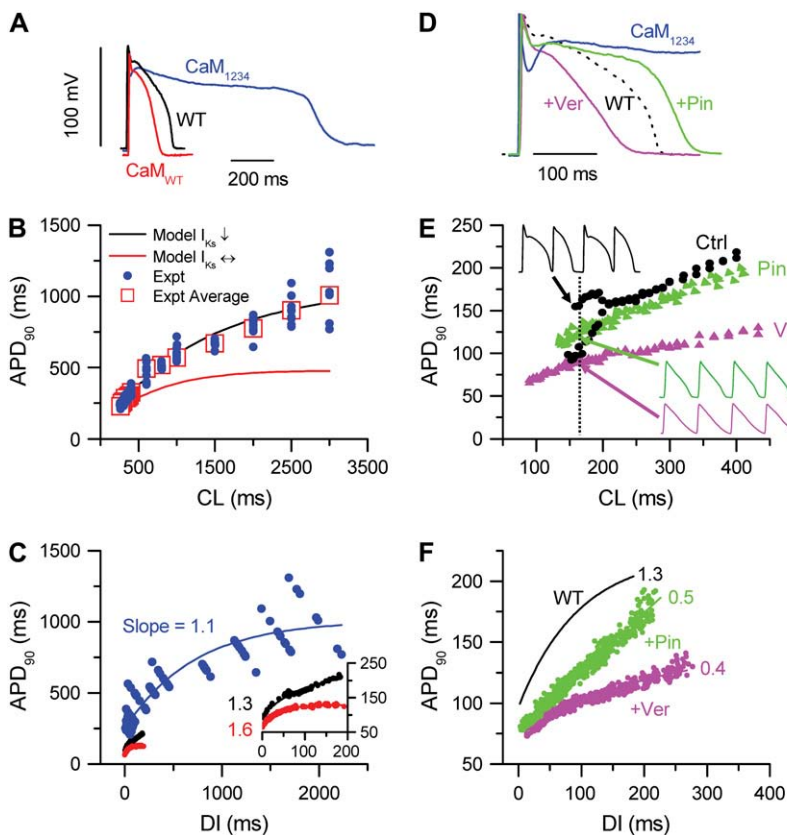 A
CaM1234
WT
CaMWT
100 mV
200 ms
B
Model IKs ↓
Model IKs ↔
Expt
Expt Average
1500
1000
500
0
APD90 (ms)
500 1500 2500 3500
CL (ms)
C
1500
1000
500
250
0
APD90 (ms)
Slope = 1.1
1.3
1.6
250
150
50
0 100 200
0 1000 2000
DI (ms)
D
CaM1234
+Ver
WT
+Pin
100 ms
E
Ctrl
Pin
V
250
200
150
100
50
0
APD90 (ms)
100 200 300 400
CL (ms)
F
WT
1.3
0.5
+Pin
0.4
+Ver
200
150
100
50
APD90 (ms)
0 100 200 300 400
DI (ms)